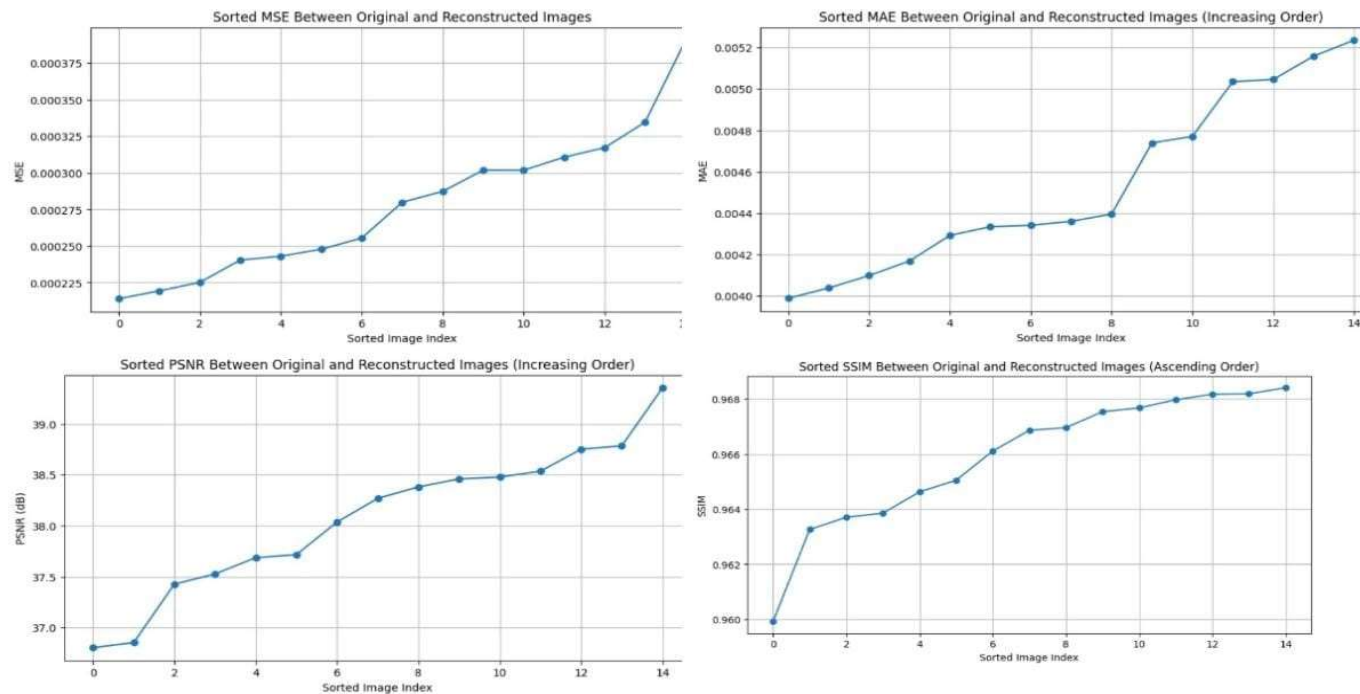 Sorted MSE Between Original and Reconstructed Images
0.000375
0.000350
0.000325
0.000300
0.000275
0.000250
0.000225
MSE
0 2 4 6 8 10 12
Sorted Image Index
Sorted MAE Between Original and Reconstructed Images (Increasing Order)
0.0052
0.0050
0.0048
0.0046
0.0044
0.0042
0.0040
MAE
0 2 4 6 8 10 12 14
Sorted Image Index
Sorted PSNR Between Original and Reconstructed Images (Increasing Order)
39.0
38.5
38.0
37.5
37.0
PSNR (dB)
0 2 4 6 8 10 12 14
Sorted Image Index
Sorted SSIM Between Original and Reconstructed Images (Ascending Order)
0.968
0.966
0.964
0.962
0.960
SSIM
0 2 4 6 8 10 12 14
Sorted Image Index